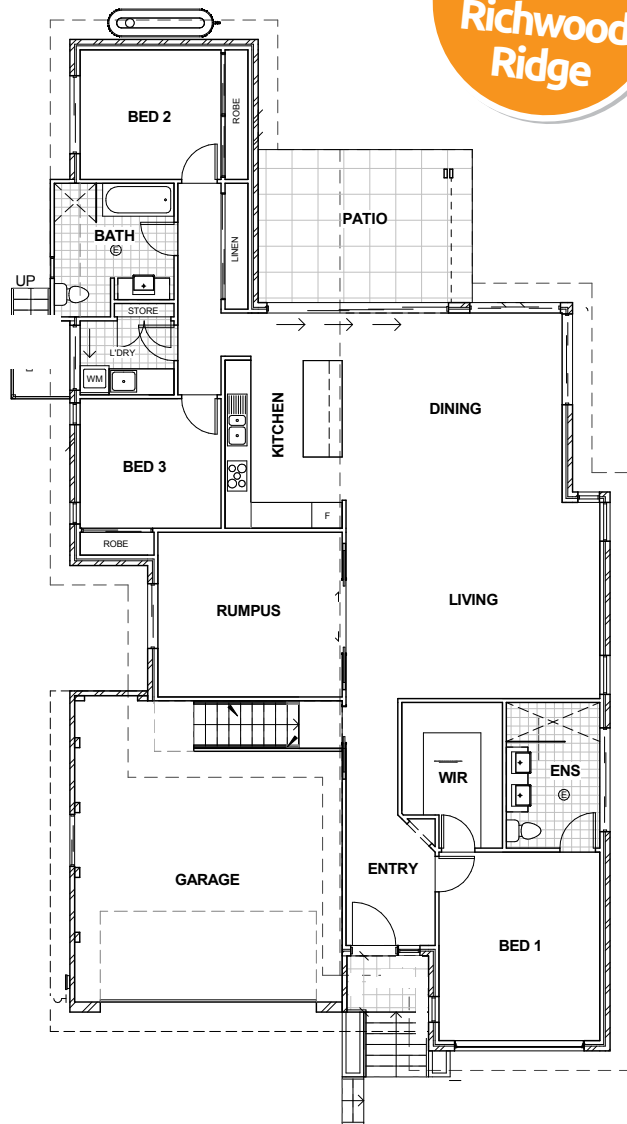 Richwood
Ridge
BED 2
ROBE
PATIO
BATH
E
LINEN
UP
STORE
L'DRY
WM
KITCHEN
DINING
BED 3
F
ROBE
RUMPUS
LIVING
WIR
ENS
E
GARAGE
ENTRY
BED 1